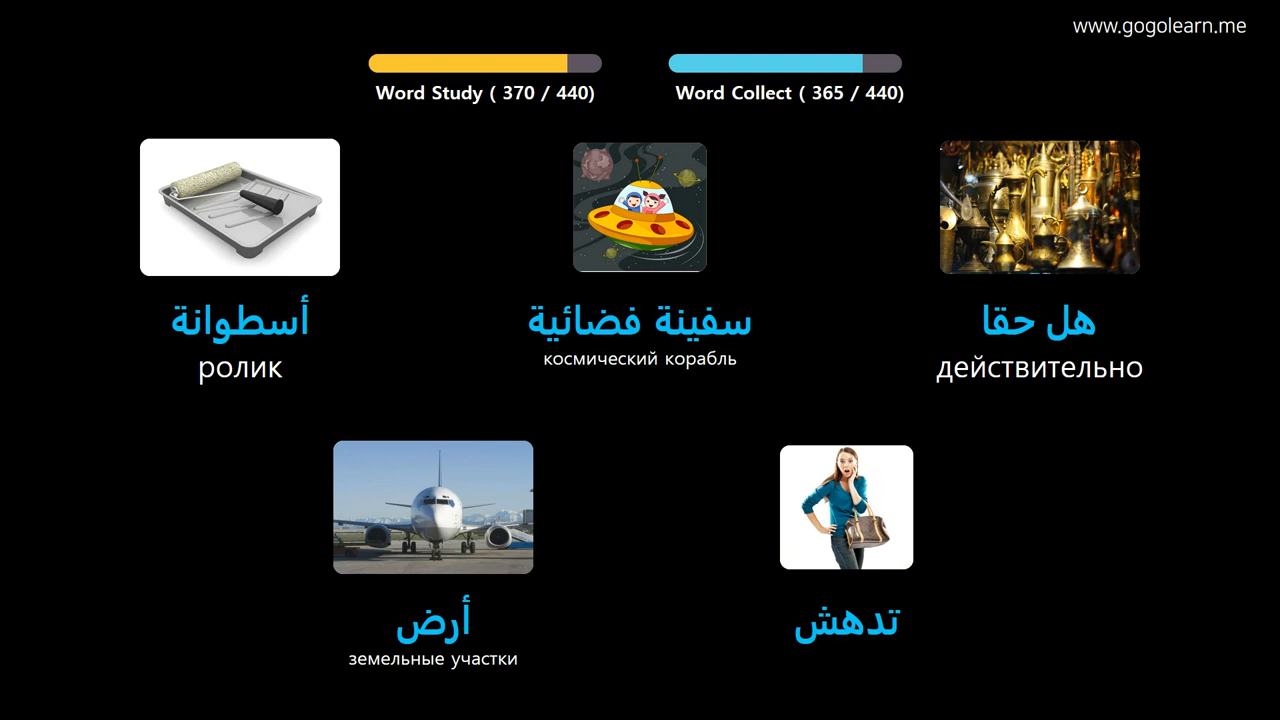 www.gogolearn.me
Word Study ( 370 / 440)
Word Collect ( 365 / 440)
أسطوانة
ролик
سفينة فضائية
космический корабль
هل حقا
действительно
أرض
земельные участки
تدهش